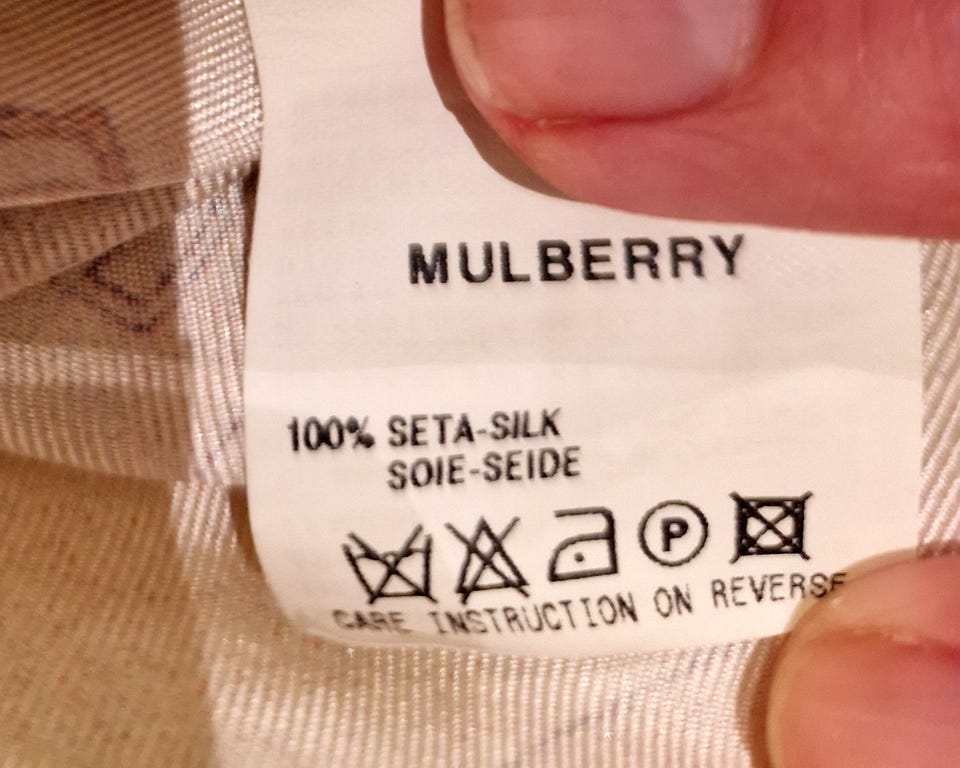 MULBERRY
100% SETA-SILK
SOIE-SEIDE
P
CARE INSTRUCTION ON REVERSE